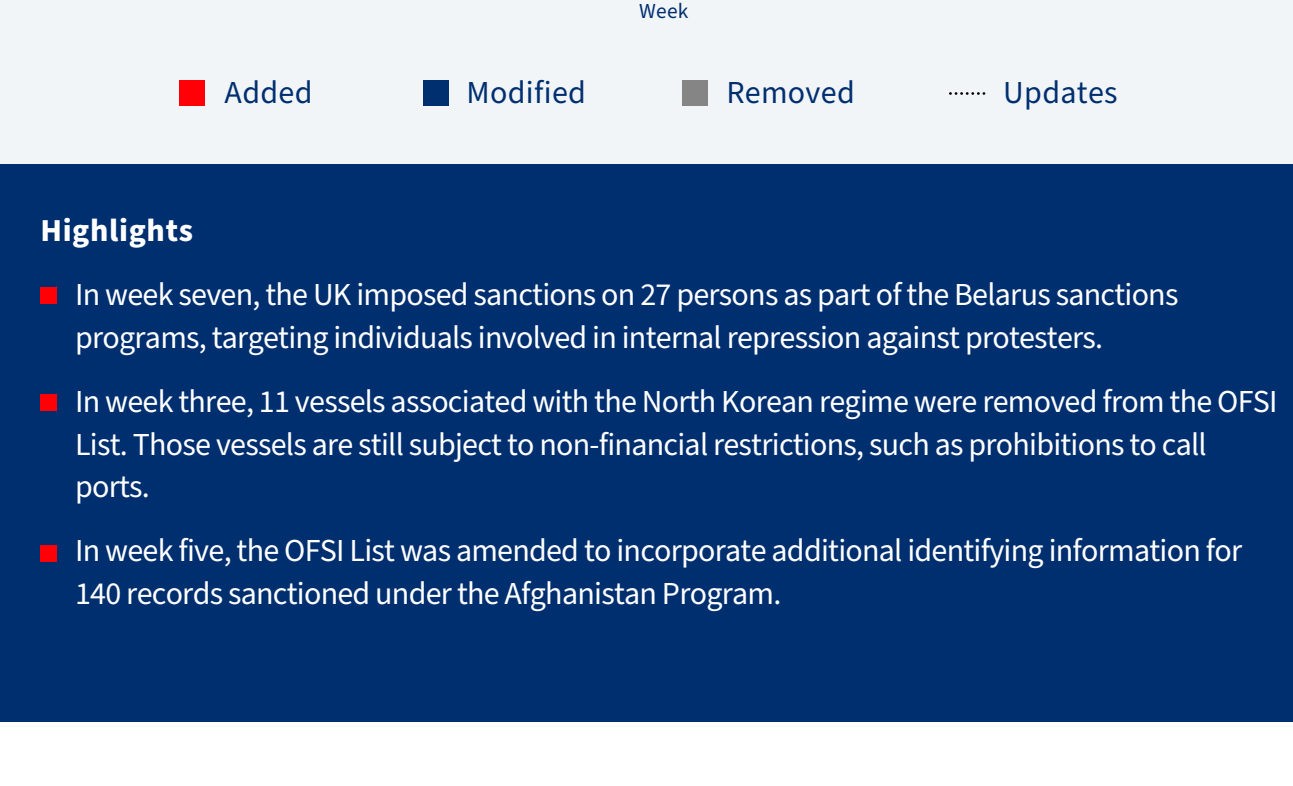 Week
Added Modified Removed Updates
Highlights
In week seven, the UK imposed sanctions on 27 persons as part of the Belarus sanctions
programs, targeting individuals involved in internal repression against protesters.
In week three, 11 vessels associated with the North Korean regime were removed from the OFSI
List. Those vessels are still subject to non-financial restrictions, such as prohibitions to call
ports.
In week five, the OFSI List was amended to incorporate additional identifying information for
140 records sanctioned under the Afghanistan Program.